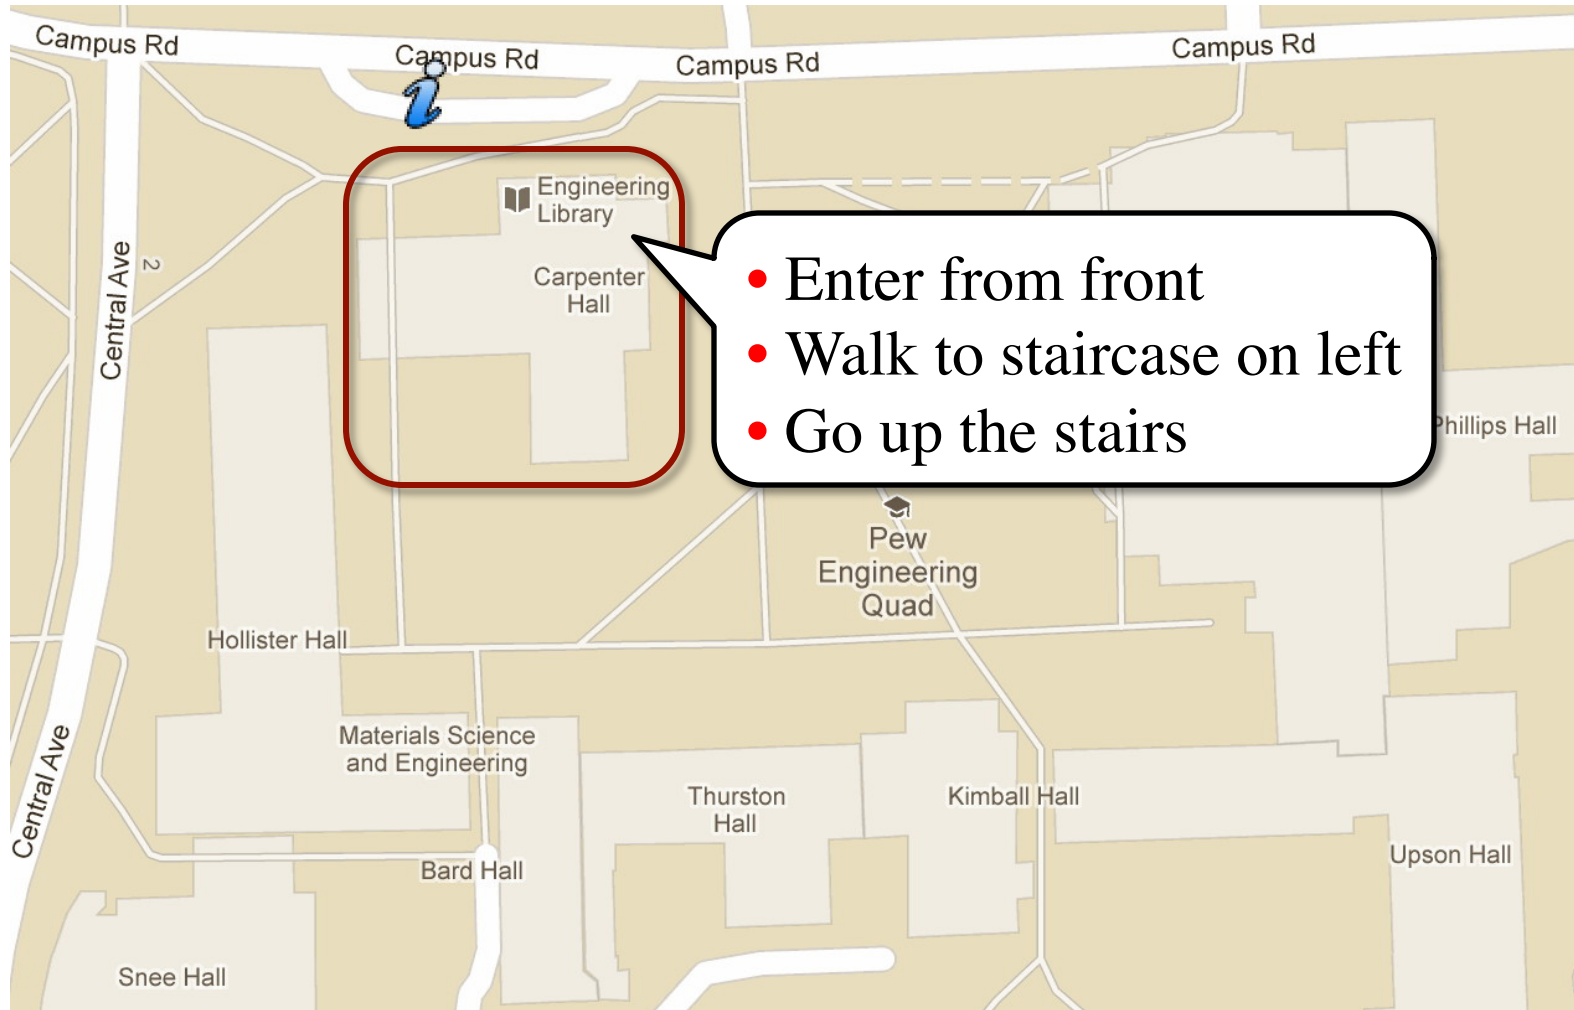 Campus Rd
Campus Rd
Campus Rd
Campus Rd
Engineering
Library
Carpenter
Hall
Central Ave
2
• Enter from front
• Walk to staircase on left
• Go up the stairs
Phillips Hall
Pew
Engineering
Quad
Hollister Hall
Materials Science
and Engineering
Central Ave
Thurston
Hall
Kimball Hall
Bard Hall
Upson Hall
Snee Hall